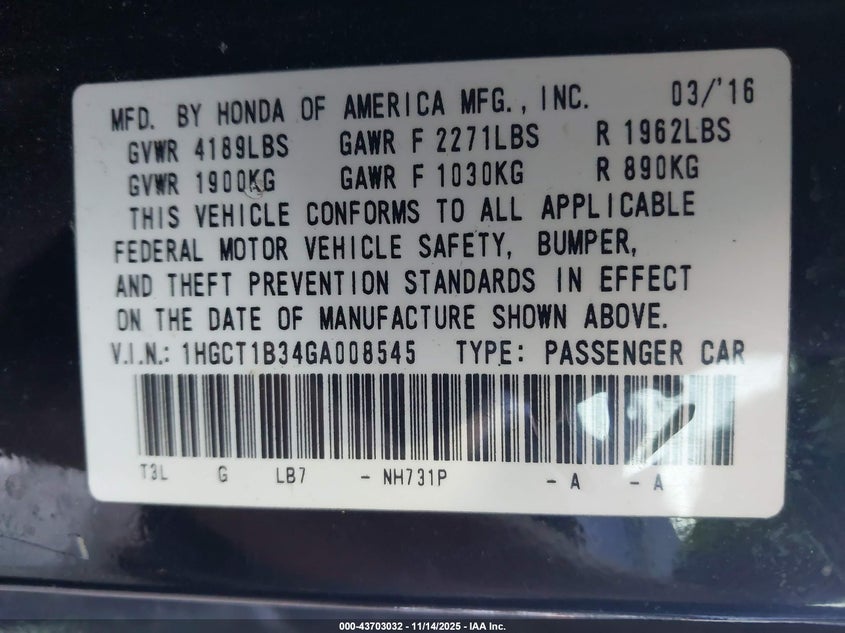 MFD. BY HONDA OF AMERICA MFG., INC. 03/'16
GVWR 4189LBS GAWR F 2271LBS R 1962LBS
GVWR 1900KG GAWR F 1030KG R 890KG
THIS VEHICLE CONFORMS TO ALL APPLICABLE
FEDERAL MOTOR VEHICLE SAFETY, BUMPER,
AND THEFT PREVENTION STANDARDS IN EFFECT
ON THE DATE OF MANUFACTURE SHOWN ABOVE.
V.I.N.: 1HGCT1B34GA008545 TYPE: PASSENGER CAR
T3L G LB7 - NH731P - A - A
000-43703032 - 11/14/2025 - IAA Inc.